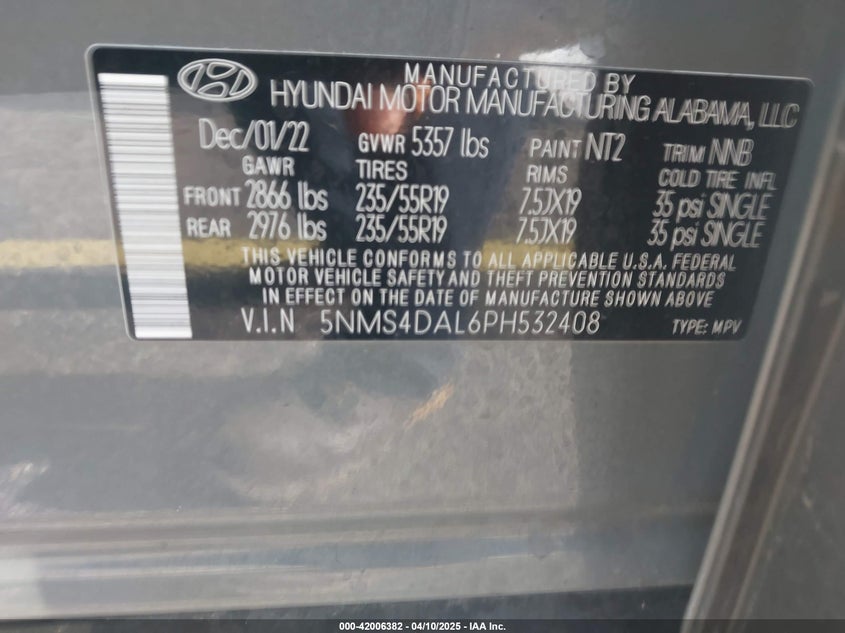 MANUFACTURED BY
HYUNDAI MOTOR MANUFACTURING ALABAMA, LLC
Dec/01/22 GVWR 5357 lbs PAINT NT2 TRIM NNB
GAWR TIRES RIMS COLD TIRE INFL
FRONT 2866 lbs 235/55R19 7.5JX19 35 psi SINGLE
REAR 2976 lbs 235/55R19 7.5JX19 35 psi SINGLE
THIS VEHICLE CONFORMS TO ALL APPLICABLE U.S.A. FEDERAL
MOTOR VEHICLE SAFETY AND THEFT PREVENTION STANDARDS
IN EFFECT ON THE DATE OF MANUFACTURE SHOWN ABOVE
V.I.N 5NMS4DAL6PH532408 TYPE: MPV
000-42006382 - 04/10/2025 - IAA Inc.